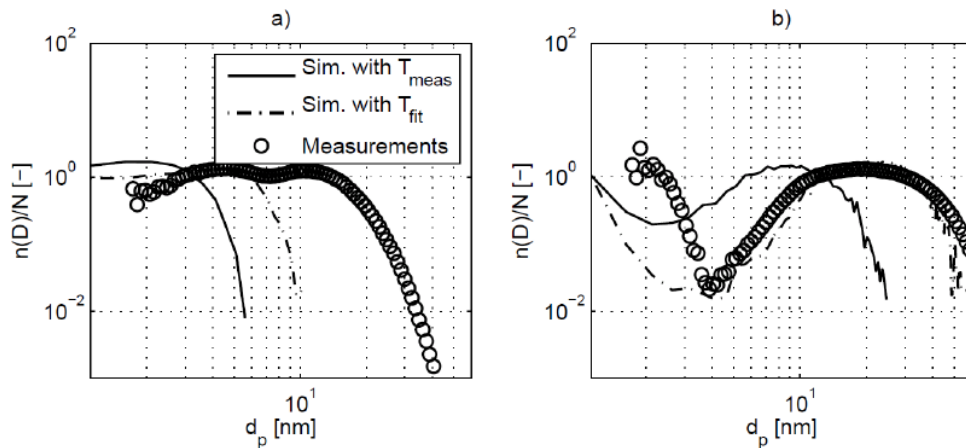 a)
b)
10^2
10^0
10^-2
n(D)/N [-]
Sim. with T_meas
Sim. with T_fit
Measurements
10^1
d_p [nm]
10^2
10^0
10^-2
n(D)/N [-]
10^1
d_p [nm]